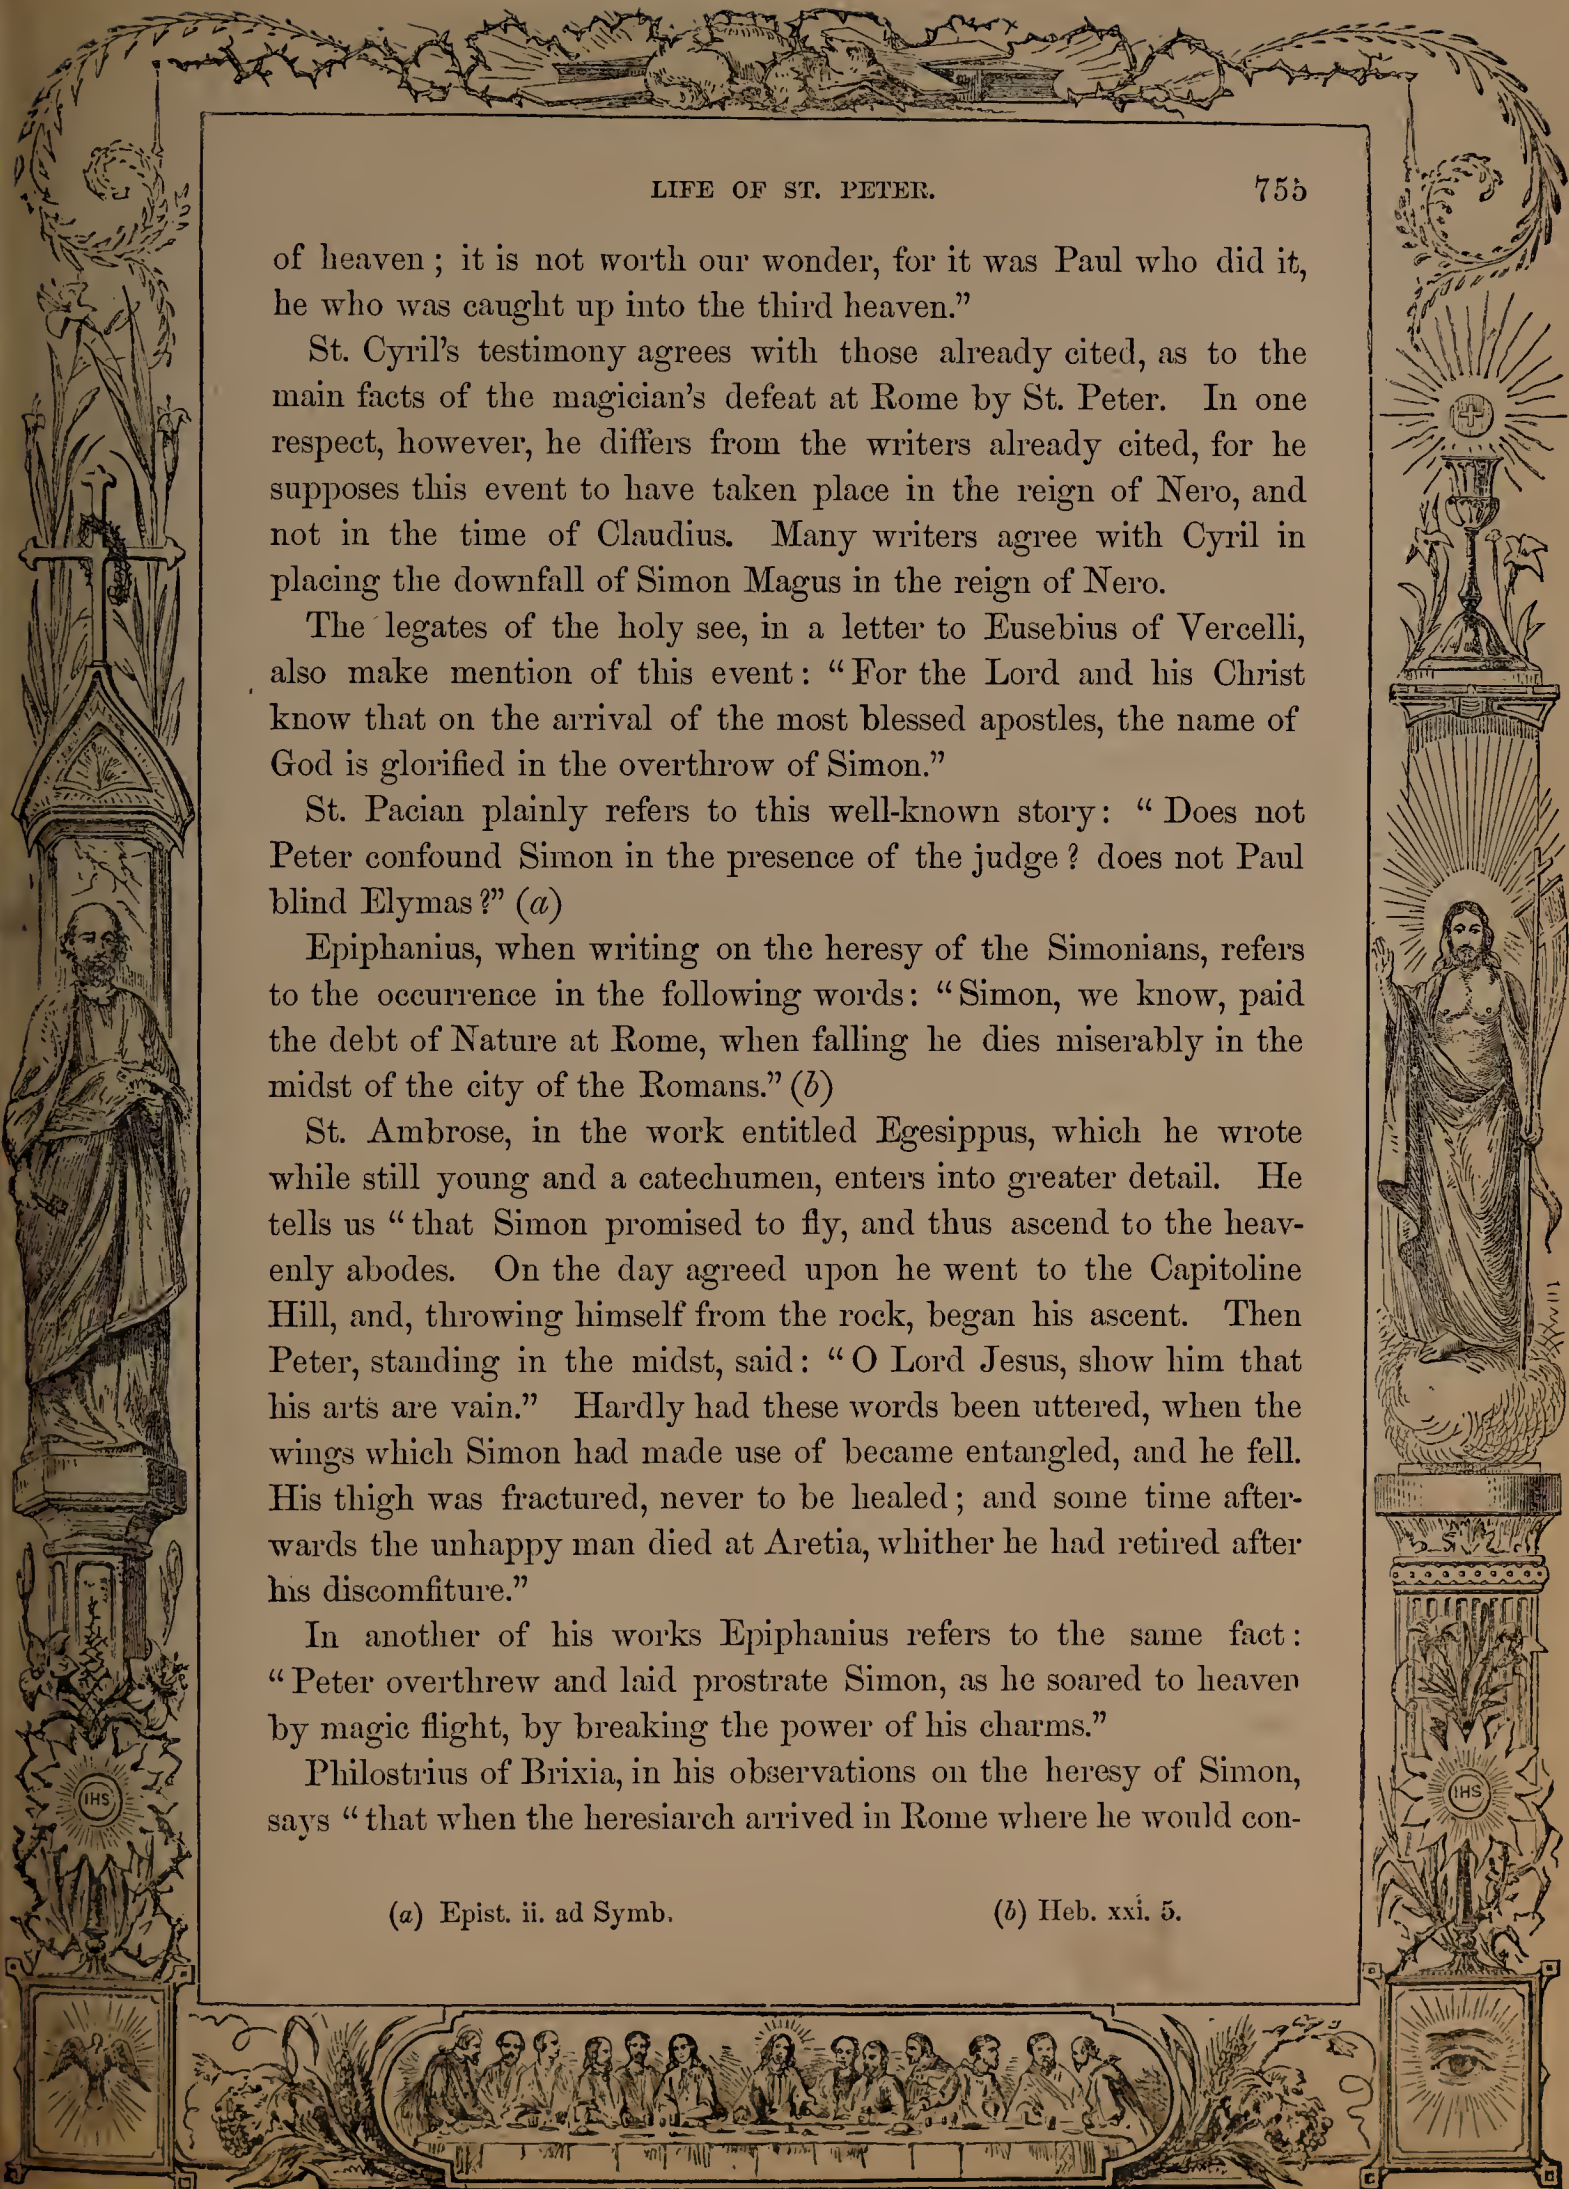 LIFE OF ST. PETER. 755
of heaven; it is not worth our wonder, for it was Paul who did it,
he who was caught up into the third heaven.”
St. Cyril’s testimony agrees with those already cited, as to the
main facts of the magician’s defeat at Rome by St. Peter. In one
respect, however, he differs from the writers already cited, for he
supposes this event to have taken place in the reign of Nero, and
not in the time of Claudius. Many writers agree with Cyril in
placing the downfall of Simon Magus in the reign of Nero.
The legates of the holy see, in a letter to Eusebius of Vercelli,
also make mention of this event: “For the Lord and his Christ
know that on the arrival of the most blessed apostles, the name of
God is glorified in the overthrow of Simon.”
St. Pacian plainly refers to this well-known story: “Does not
Peter confound Simon in the presence of the judge? does not Paul
blind Elymas?” (a)
Epiphanius, when writing on the heresy of the Simonians, refers
to the occurrence in the following words: “Simon, we know, paid
the debt of Nature at Rome, when falling he dies miserably in the
midst of the city of the Romans.” (b)
St. Ambrose, in the work entitled Egesippus, which he wrote
while still young and a catechumen, enters into greater detail. He
tells us “that Simon promised to fly, and thus ascend to the heav-
enly abodes. On the day agreed upon he went to the Capitoline
Hill, and, throwing himself from the rock, began his ascent. Then
Peter, standing in the midst, said: “O Lord Jesus, show him that
his arts are vain.” Hardly had these words been uttered, when the
wings which Simon had made use of became entangled, and he fell.
His thigh was fractured, never to be healed; and some time after-
wards the unhappy man died at Aretia, whither he had retired after
his discomfiture.”
In another of his works Epiphanius refers to the same fact:
“Peter overthrew and laid prostrate Simon, as he soared to heaven
by magic flight, by breaking the power of his charms.”
Philostrius of Brixia, in his observations on the heresy of Simon,
says “that when the heresiarch arrived in Rome where he would con-
(a) Epist. ii. ad Symb. (b) Heb. xxi. 5.
IHS
IHS